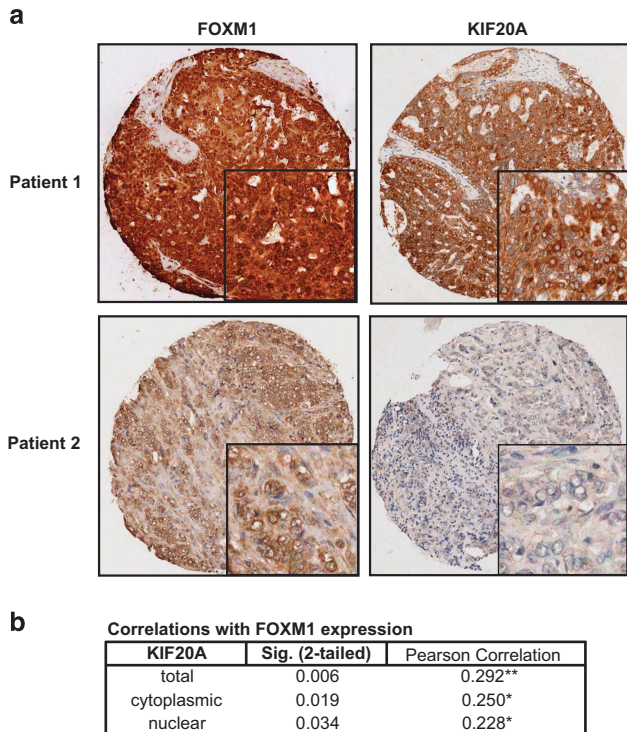 a
FOXM1 KIF20A
Patient 1
Patient 2
b
Correlations with FOXM1 expression
KIF20A Sig. (2-tailed) Pearson Correlation
total 0.006 0.292**
cytoplasmic 0.019 0.250*
nuclear 0.034 0.228*